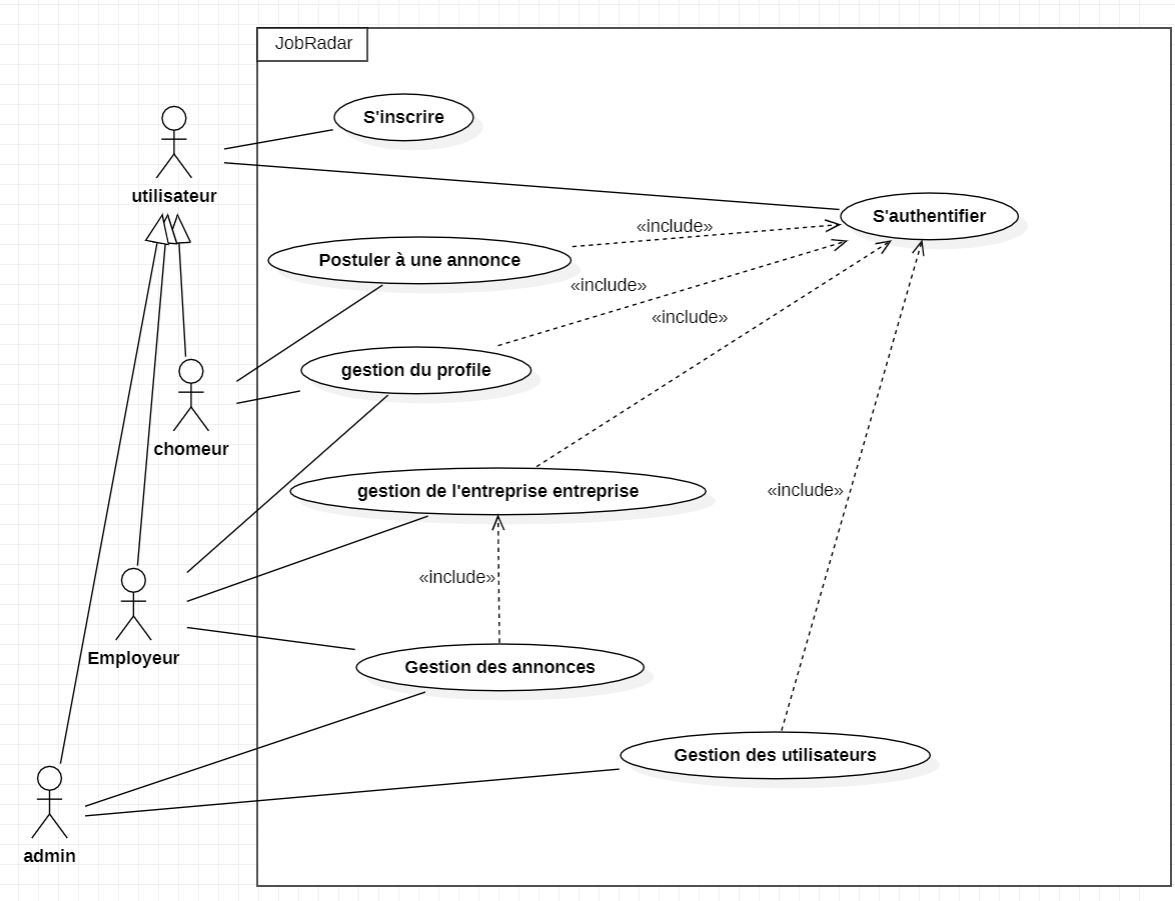 JobRadar
S'inscrire
utilisateur
S'authentifier
«include»
Postuler à une annonce
«include»
«include»
gestion du profile
chomeur
gestion de l'entreprise entreprise
«include»
«include»
Employeur
Gestion des annonces
Gestion des utilisateurs
admin